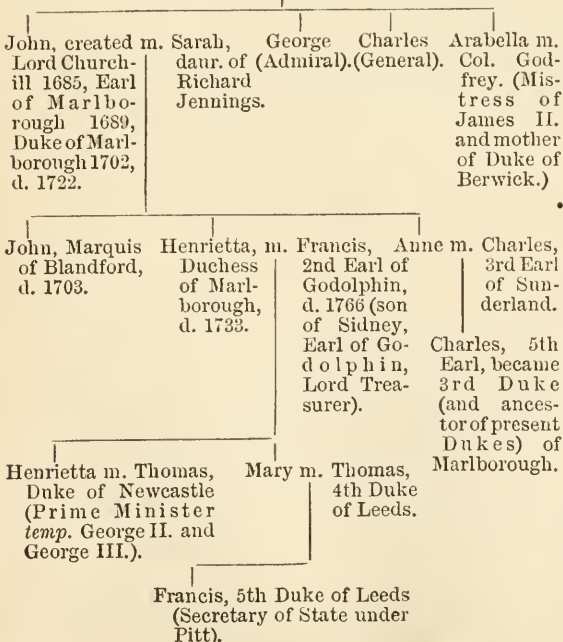 John, created m.
Lord Church-
ill 1685, Earl
of Marlbo-
rough 1689,
Duke of Marl-
borough 1702,
d. 1722.
Sarah,
daur. of
Richard
Jennings.
George
(Admiral).
Charles
(General).
Arabella m.
Col. God-
frey. (Mis-
tress of
James II.
and mother
of Duke of
Berwick.)
John, Marquis
of Blandford,
d. 1703.
Henrietta, m.
Duchess
of Marl-
borough,
d. 1733.
Francis,
2nd Earl of
Godolphin,
d. 1766 (son
of Sidney,
Earl of Go-
dolphin,
Lord Trea-
surer).
Anne m. Charles,
3rd Earl
of Sun-
derland.
Charles, 5th
Earl, became
3rd Duke
(and ances-
tor of present
Dukes) of
Marlborough.
Henrietta m. Thomas,
Duke of Newcastle
(Prime Minister
temp. George II. and
George III.).
Mary m. Thomas,
4th Duke
of Leeds.
Francis, 5th Duke of Leeds
(Secretary of State under
Pitt).